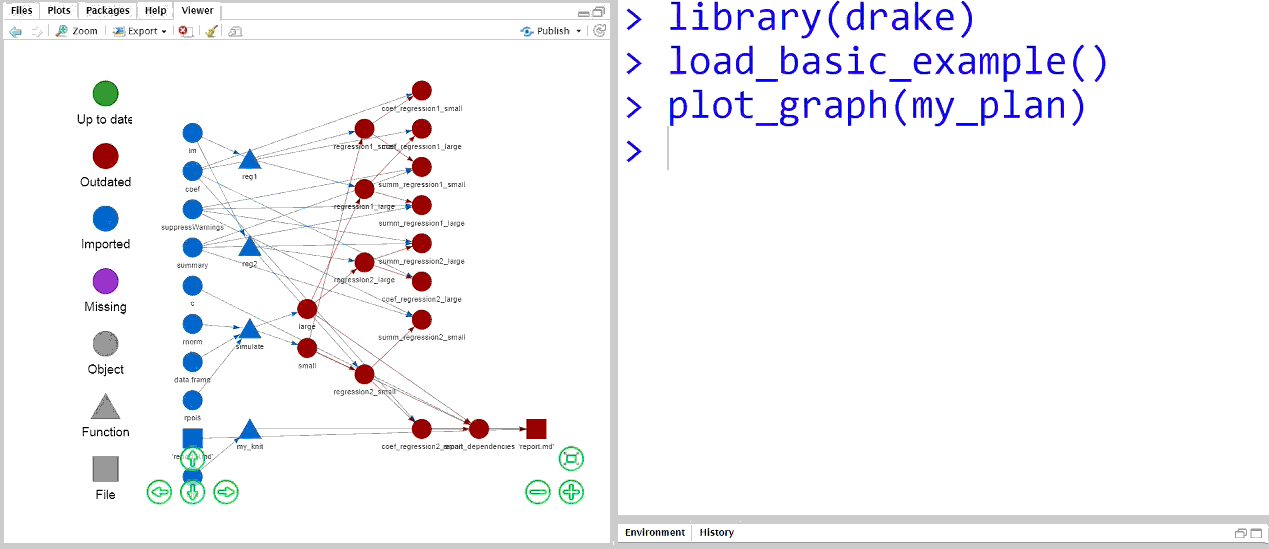 Files Plots Packages Help Viewer
Zoom Export Publish
Up to date
Outdated
Imported
Missing
Object
Function
File
lm
coef
suppressWarnings
summary
c
rnorm
data.frame
rpois
reg1
reg2
simulate
my_knit
large
small
regression1_small
regression1_large
regression2_large
regression2_small
coef_regression1_small
coef_regression1_large
summ_regression1_small
summ_regression1_large
summ_regression2_large
coef_regression2_large
summ_regression2_small
coef_regression2_small
report_dependencies
'report.md'
> library(drake)
> load_basic_example()
> plot_graph(my_plan)
>
Environment History